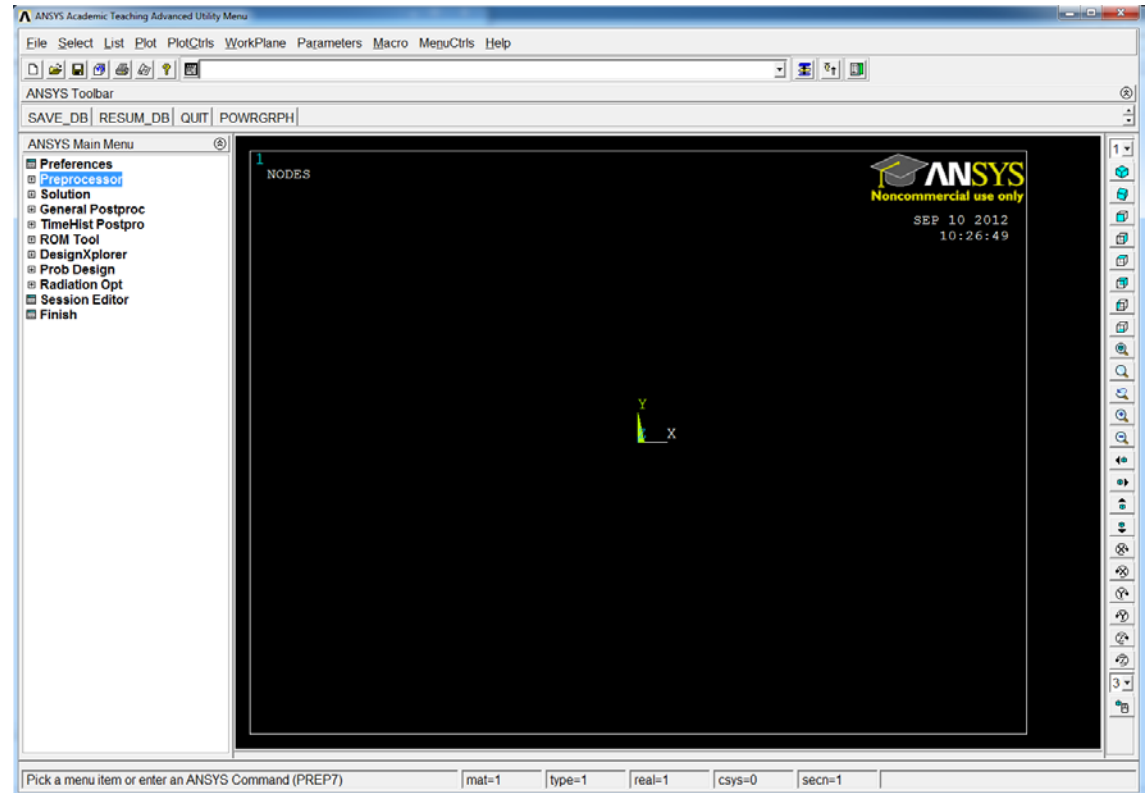 ANSYS Academic Teaching Advanced Utility Menu
File Select List Plot PlotCtrls WorkPlane Parameters Macro MenuCtrls Help
ANSYS Toolbar
SAVE_DB RESUM_DB QUIT POWRGRPH
ANSYS Main Menu
Preferences
Preprocessor
Solution
General Postproc
TimeHist Postpro
ROM Tool
DesignXplorer
Prob Design
Radiation Opt
Session Editor
Finish
1
NODES
ANSYS
Noncommercial use only
SEP 10 2012
10:26:49
Y
X
1
3
Pick a menu item or enter an ANSYS Command (PREP7) mat=1 type=1 real=1 csys=0 secn=1